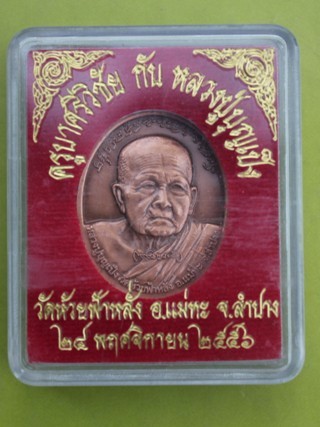 ครูบาศรีวิชัย กับ หลวงปู่บุญเป็ง
วัดห้วยฟ้าหลั่ง อ.แม่ทะ จ.ลำปาง
๒๔ พฤศจิกายน ๒๕๕๖